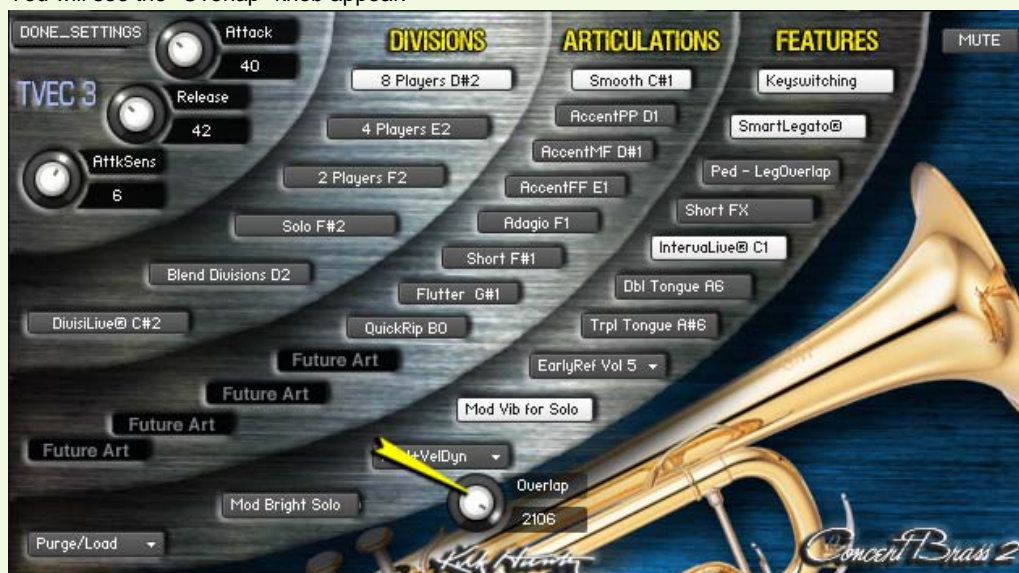 You will see the "Overlap" knob appear:
DONE_SETTINGS
Attack
40
TVEC 3
Release
42
AttkSens
6
DIVISIONS
8 Players D#2
4 Players E2
2 Players F2
Solo F#2
Blend Divisions D2
DivisiLive® C#2
Future Art
Future Art
Future Art
Future Art
Mod Bright Solo
Purge/Load
ARTICULATIONS
Smooth C#1
AccentPP D1
AccentMF D#1
AccentFF E1
Adagio F1
Short F#1
Flutter G#1
QuickRip B0
FEATURES
Keyswitching
SmartLegato®
Ped - LegOverlap
Short FX
IntervaLive® C1
Dbl Tongue A6
Trpl Tongue A#6
EarlyRef Vol 5
Mod Vib for Solo
+VelDyn
Overlap
2106
MUTE
Kirk Hunter
Concert Brass 2